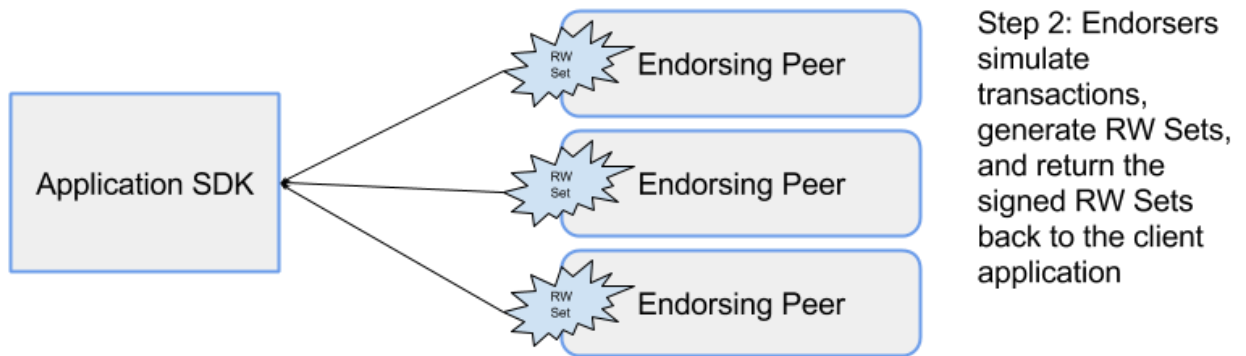 Application SDK
RW
Set
Endorsing Peer
RW
Set
Endorsing Peer
RW
Set
Endorsing Peer
Step 2: Endorsers
simulate
transactions,
generate RW Sets,
and return the
signed RW Sets
back to the client
application